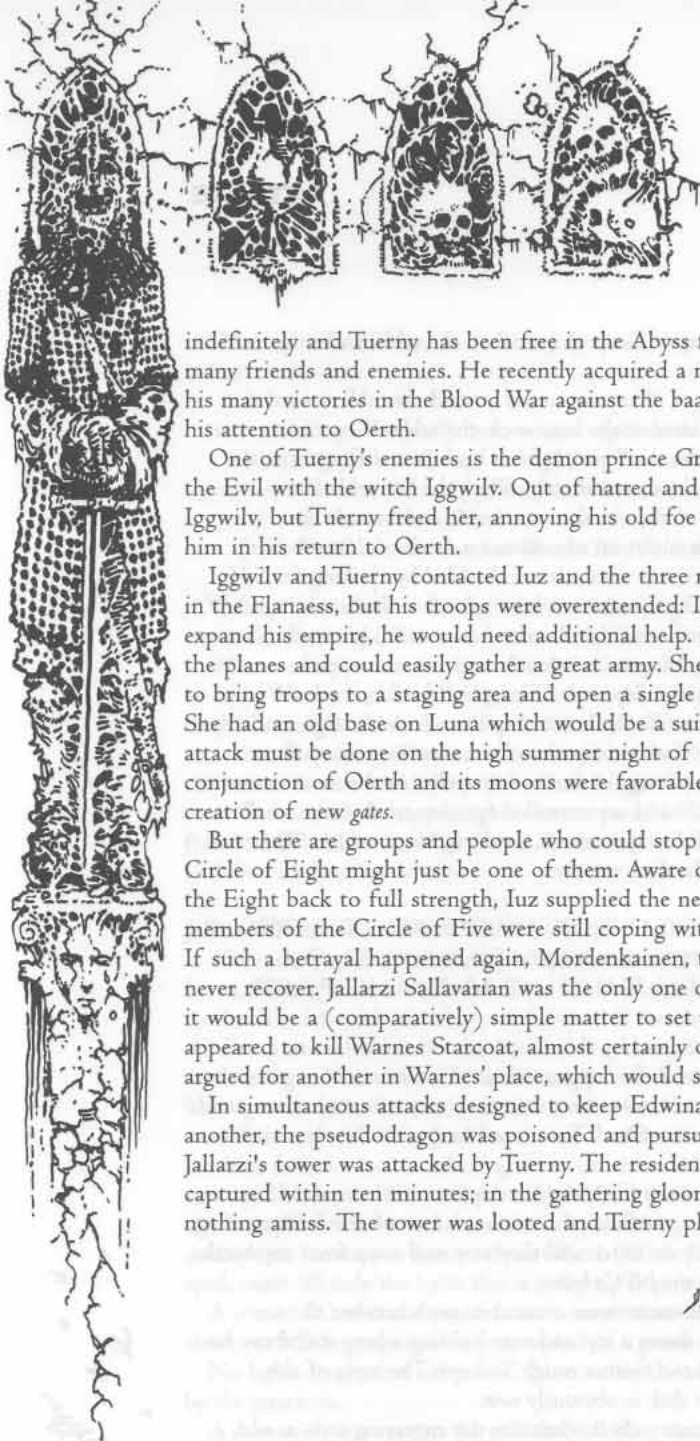 indefinitely and Tuerny has been free in the Abyss
many friends and enemies. He recently acquired a
his many victories in the Blood War against the
his attention to Oerth.
One of Tuerny's enemies is the demon prince
the Evil with the witch Iggwilv. Out of hatred and
Iggwilv, but Tuerny freed her, annoying his old foe
him in his return to Oerth.
Iggwilv and Tuerny contacted Iuz and the three
in the Flanaess, but his troops were overextended:
expand his empire, he would need additional help.
the planes and could easily gather a great army. She
to bring troops to a staging area and open a single
She had an old base on Luna which would be a
attack must be done on the high summer night of
conjunction of Oerth and its moons were favorable
creation of new gates.
But there are groups and people who could stop
Circle of Eight might just be one of them. Aware
the Eight back to full strength, Iuz supplied the
members of the Circle of Five were still coping
If such a betrayal happened again, Mordenkainen,
never recover. Jallarzi Sallavarian was the only one
it would be a (comparatively) simple matter to set
appeared to kill Warnes Starcoat, almost certainly
argued for another in Warnes' place, which would
In simultaneous attacks designed to keep
another, the pseudodragon was poisoned and
Jallarzi's tower was attacked by Tuerny. The
captured within ten minutes; in the gathering
nothing amiss. The tower was looted and Tuerny